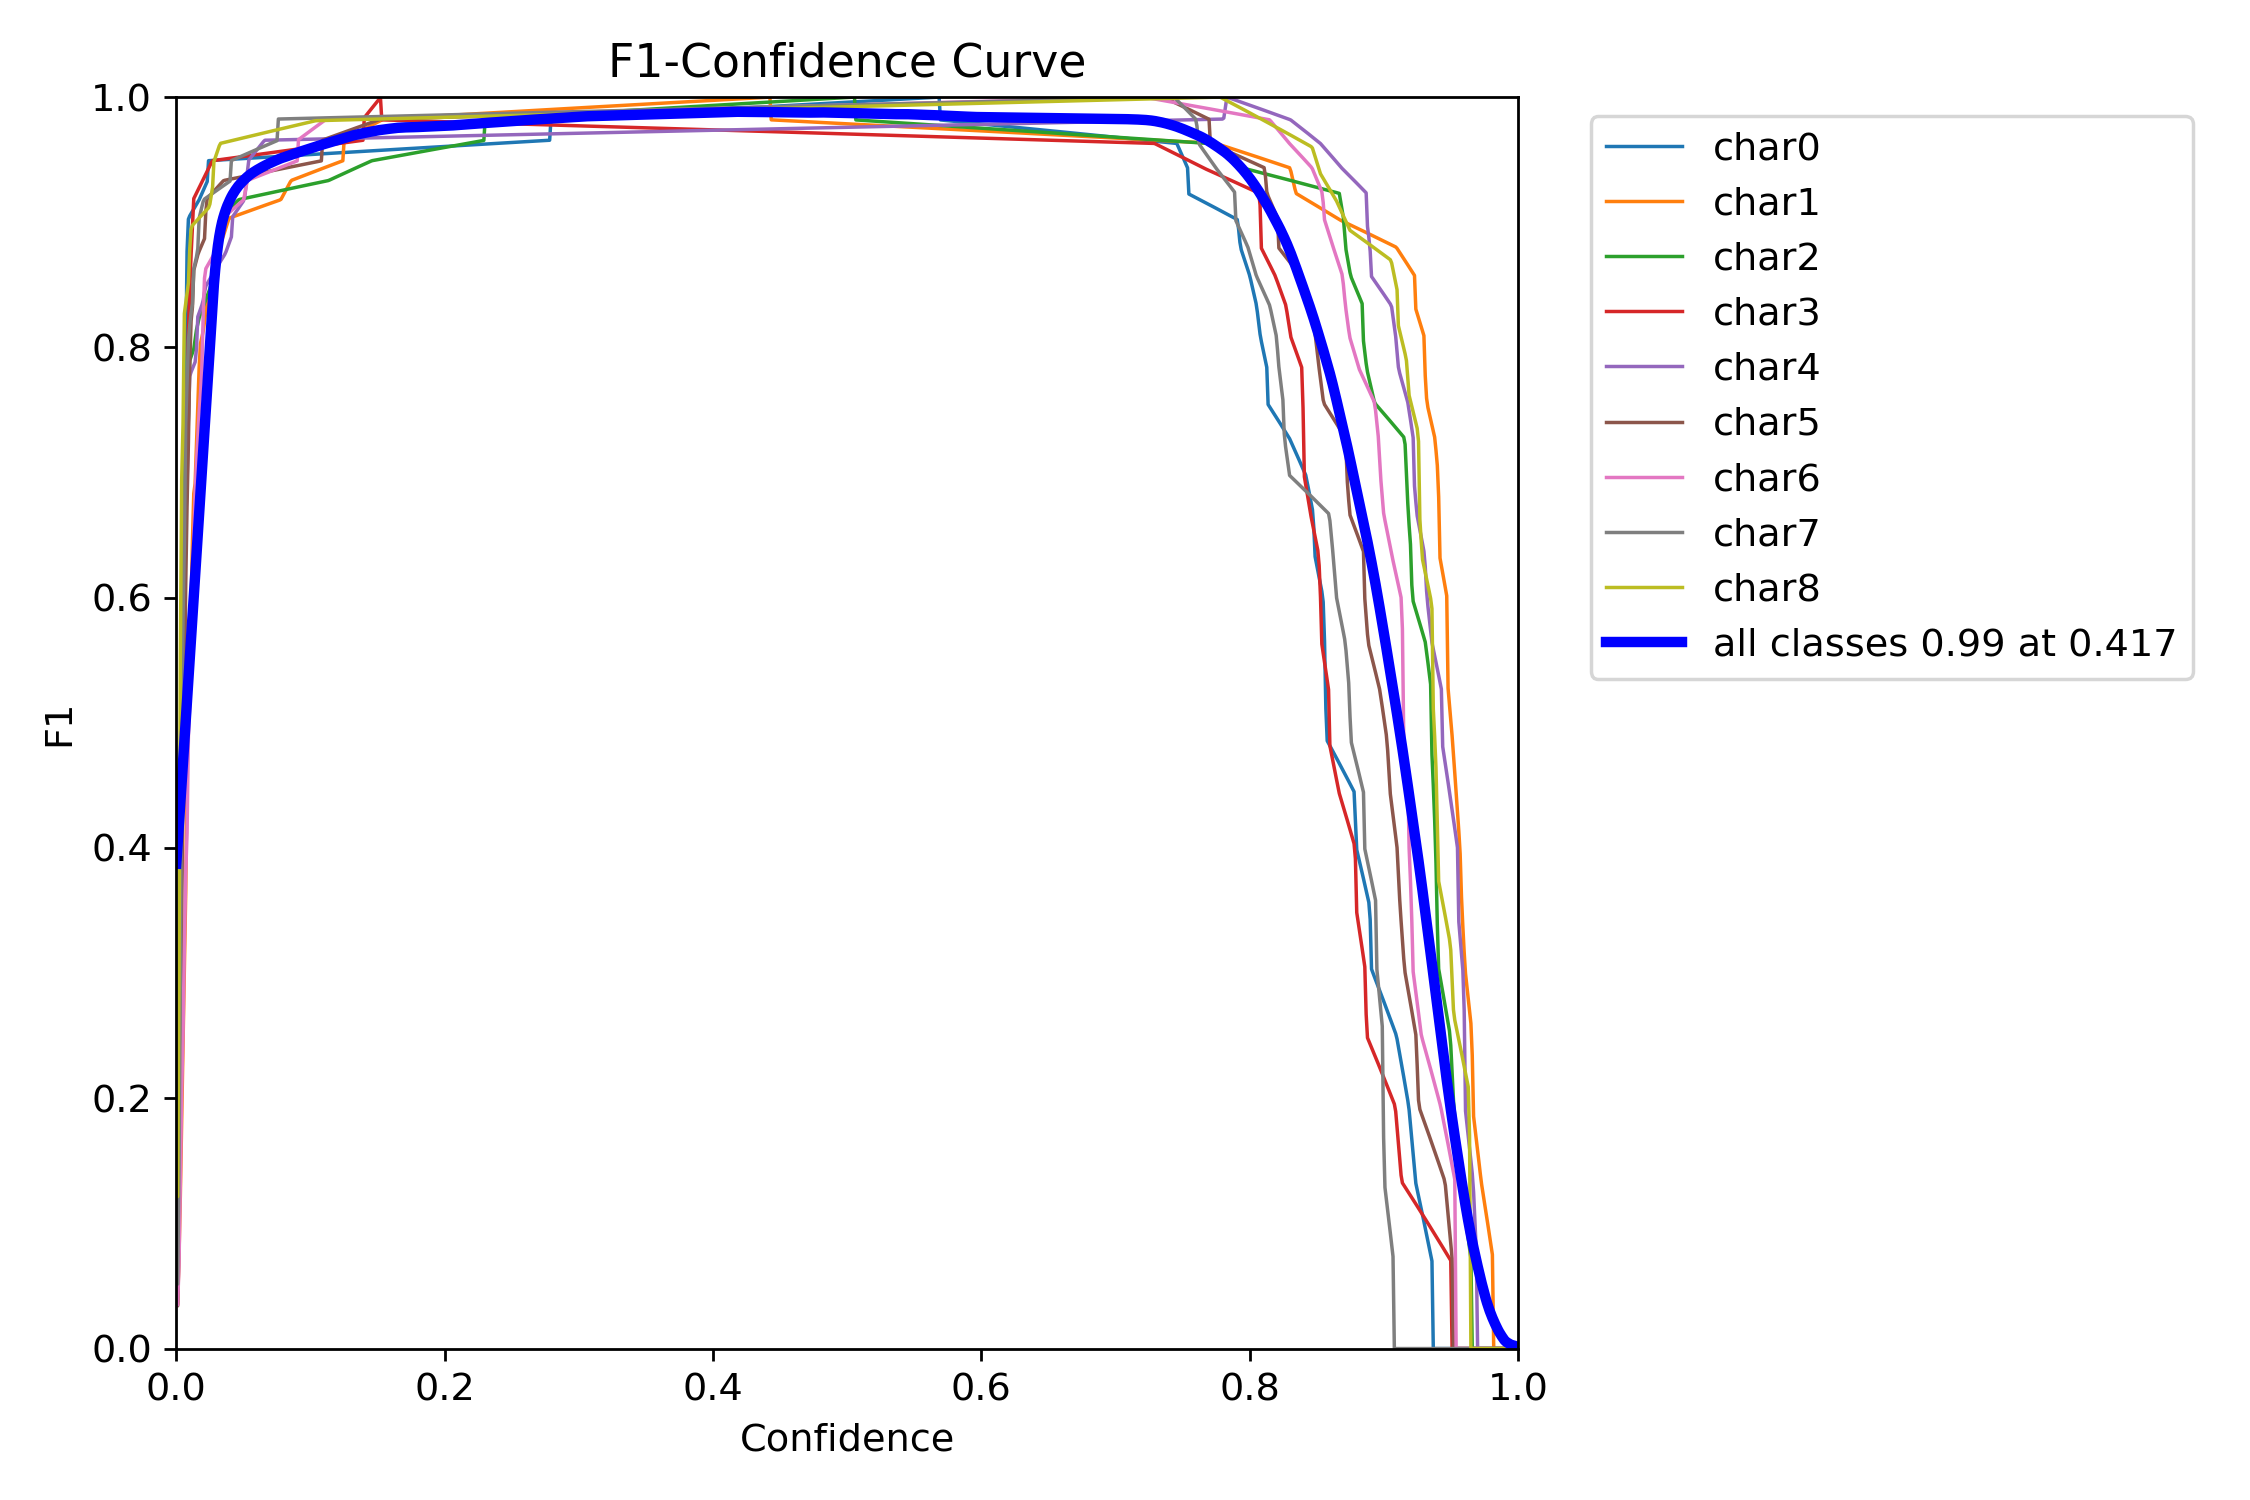 F1-Confidence Curve
1.0
0.8
0.6
0.4
0.2
0.0
F1
0.0 0.2 0.4 0.6 0.8 1.0
Confidence
char0
char1
char2
char3
char4
char5
char6
char7
char8
all classes 0.99 at 0.417